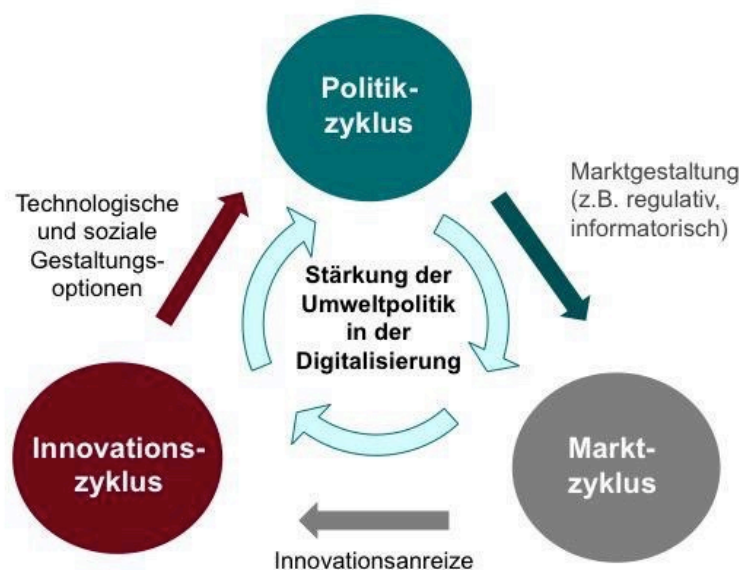 Politik-
zyklus
Technologische
und soziale
Gestaltungs-
optionen
Marktgestaltung
(z.B. regulativ,
informatorisch)
Stärkung der
Umweltpolitik
in der
Digitalisierung
Innovations-
zyklus
Markt-
zyklus
Innovationsanreize